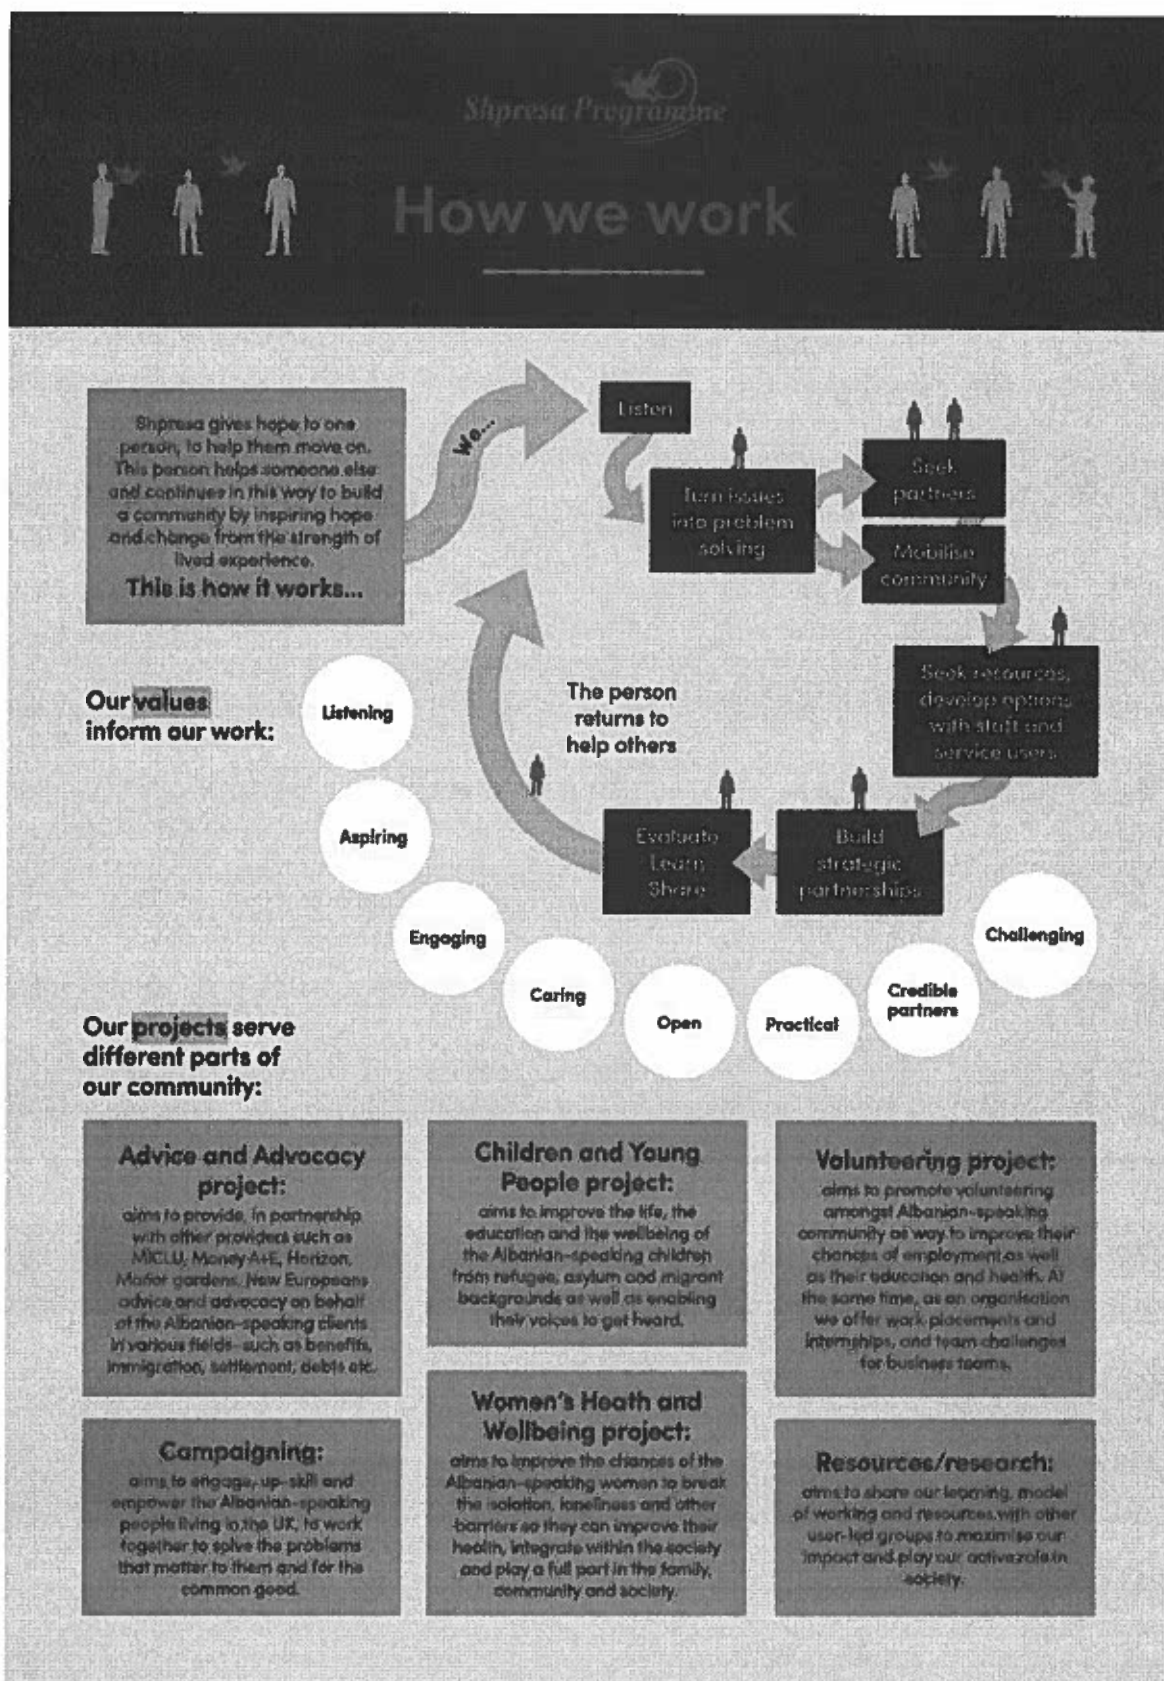 Shpresa Programme
How we work
Shpresa gives hope to one
person, to help them move on.
This person helps someone else
and continues in this way to build
a community by inspiring hope
and change from the strength of
lived experience.
This is how it works...
We...
Listen
Turn issues
into problem
solving
Seek
partners
Mobilise
community
Seek resources,
develop options
with staff and
service users
Build
strategic
partnerships
Evaluate
Learn
Share
The person
returns to
help others
Our values
inform our work:
Listening
Aspiring
Engaging
Caring
Open
Practical
Credible
partners
Challenging
Our projects serve
different parts of
our community:
Advice and Advocacy
project:
aims to provide, in partnership
with other providers such as
MiCLU, Money A+E, Horizon,
Manor gardens, New Europeans
advice and advocacy on behalf
of the Albanian-speaking clients
in various fields- such as benefits,
immigration, settlement, debts etc.
Children and Young
People project:
aims to improve the life, the
education and the wellbeing of
the Albanian-speaking children
from refugee, asylum and migrant
backgrounds as well as enabling
their voices to get heard.
Volunteering project:
aims to promote volunteering
amongst Albanian-speaking
community as way to improve their
chances of employment as well
as their education and health. At
the same time, as an organisation
we offer work placements and
internships, and team challenges
for business teams.
Campaigning:
aims to engage, up-skill and
empower the Albanian-speaking
people living in the UK, to work
together to solve the problems
that matter to them and for the
common good.
Women's Heath and
Wellbeing project:
aims to improve the chances of the
Albanian-speaking women to break
the isolation, loneliness and other
barriers so they can improve their
health, integrate within the society
and play a full part in the family,
community and society.
Resources/research:
aims to share our learning, model
of working and resources with other
user-led groups to maximise our
impact and play our active role in
society.